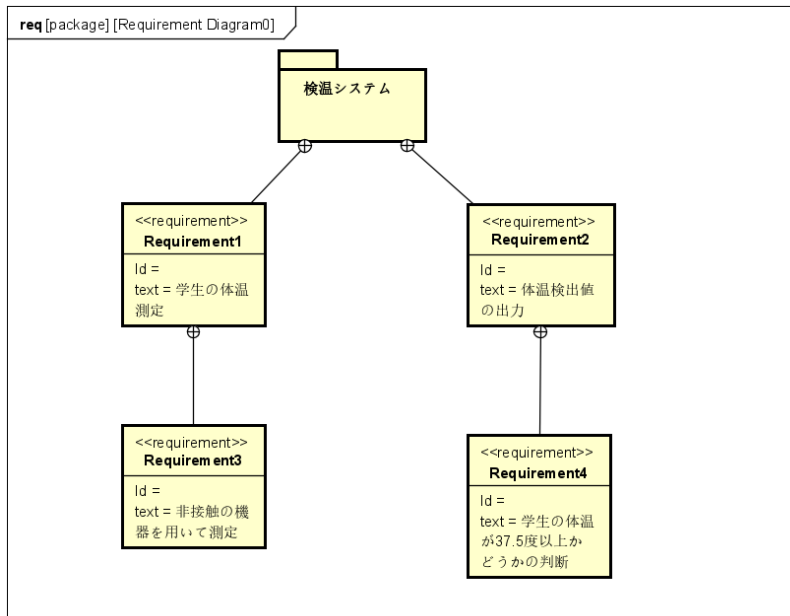 req [package] [Requirement Diagram0]
検温システム
<<requirement>>
Requirement1
Id =
text = 学生の体温
測定
<<requirement>>
Requirement2
Id =
text = 体温検出値
の出力
<<requirement>>
Requirement3
Id =
text = 非接触の機
器を用いて測定
<<requirement>>
Requirement4
Id =
text = 学生の体温
が37.5度以上か
どうかの判断